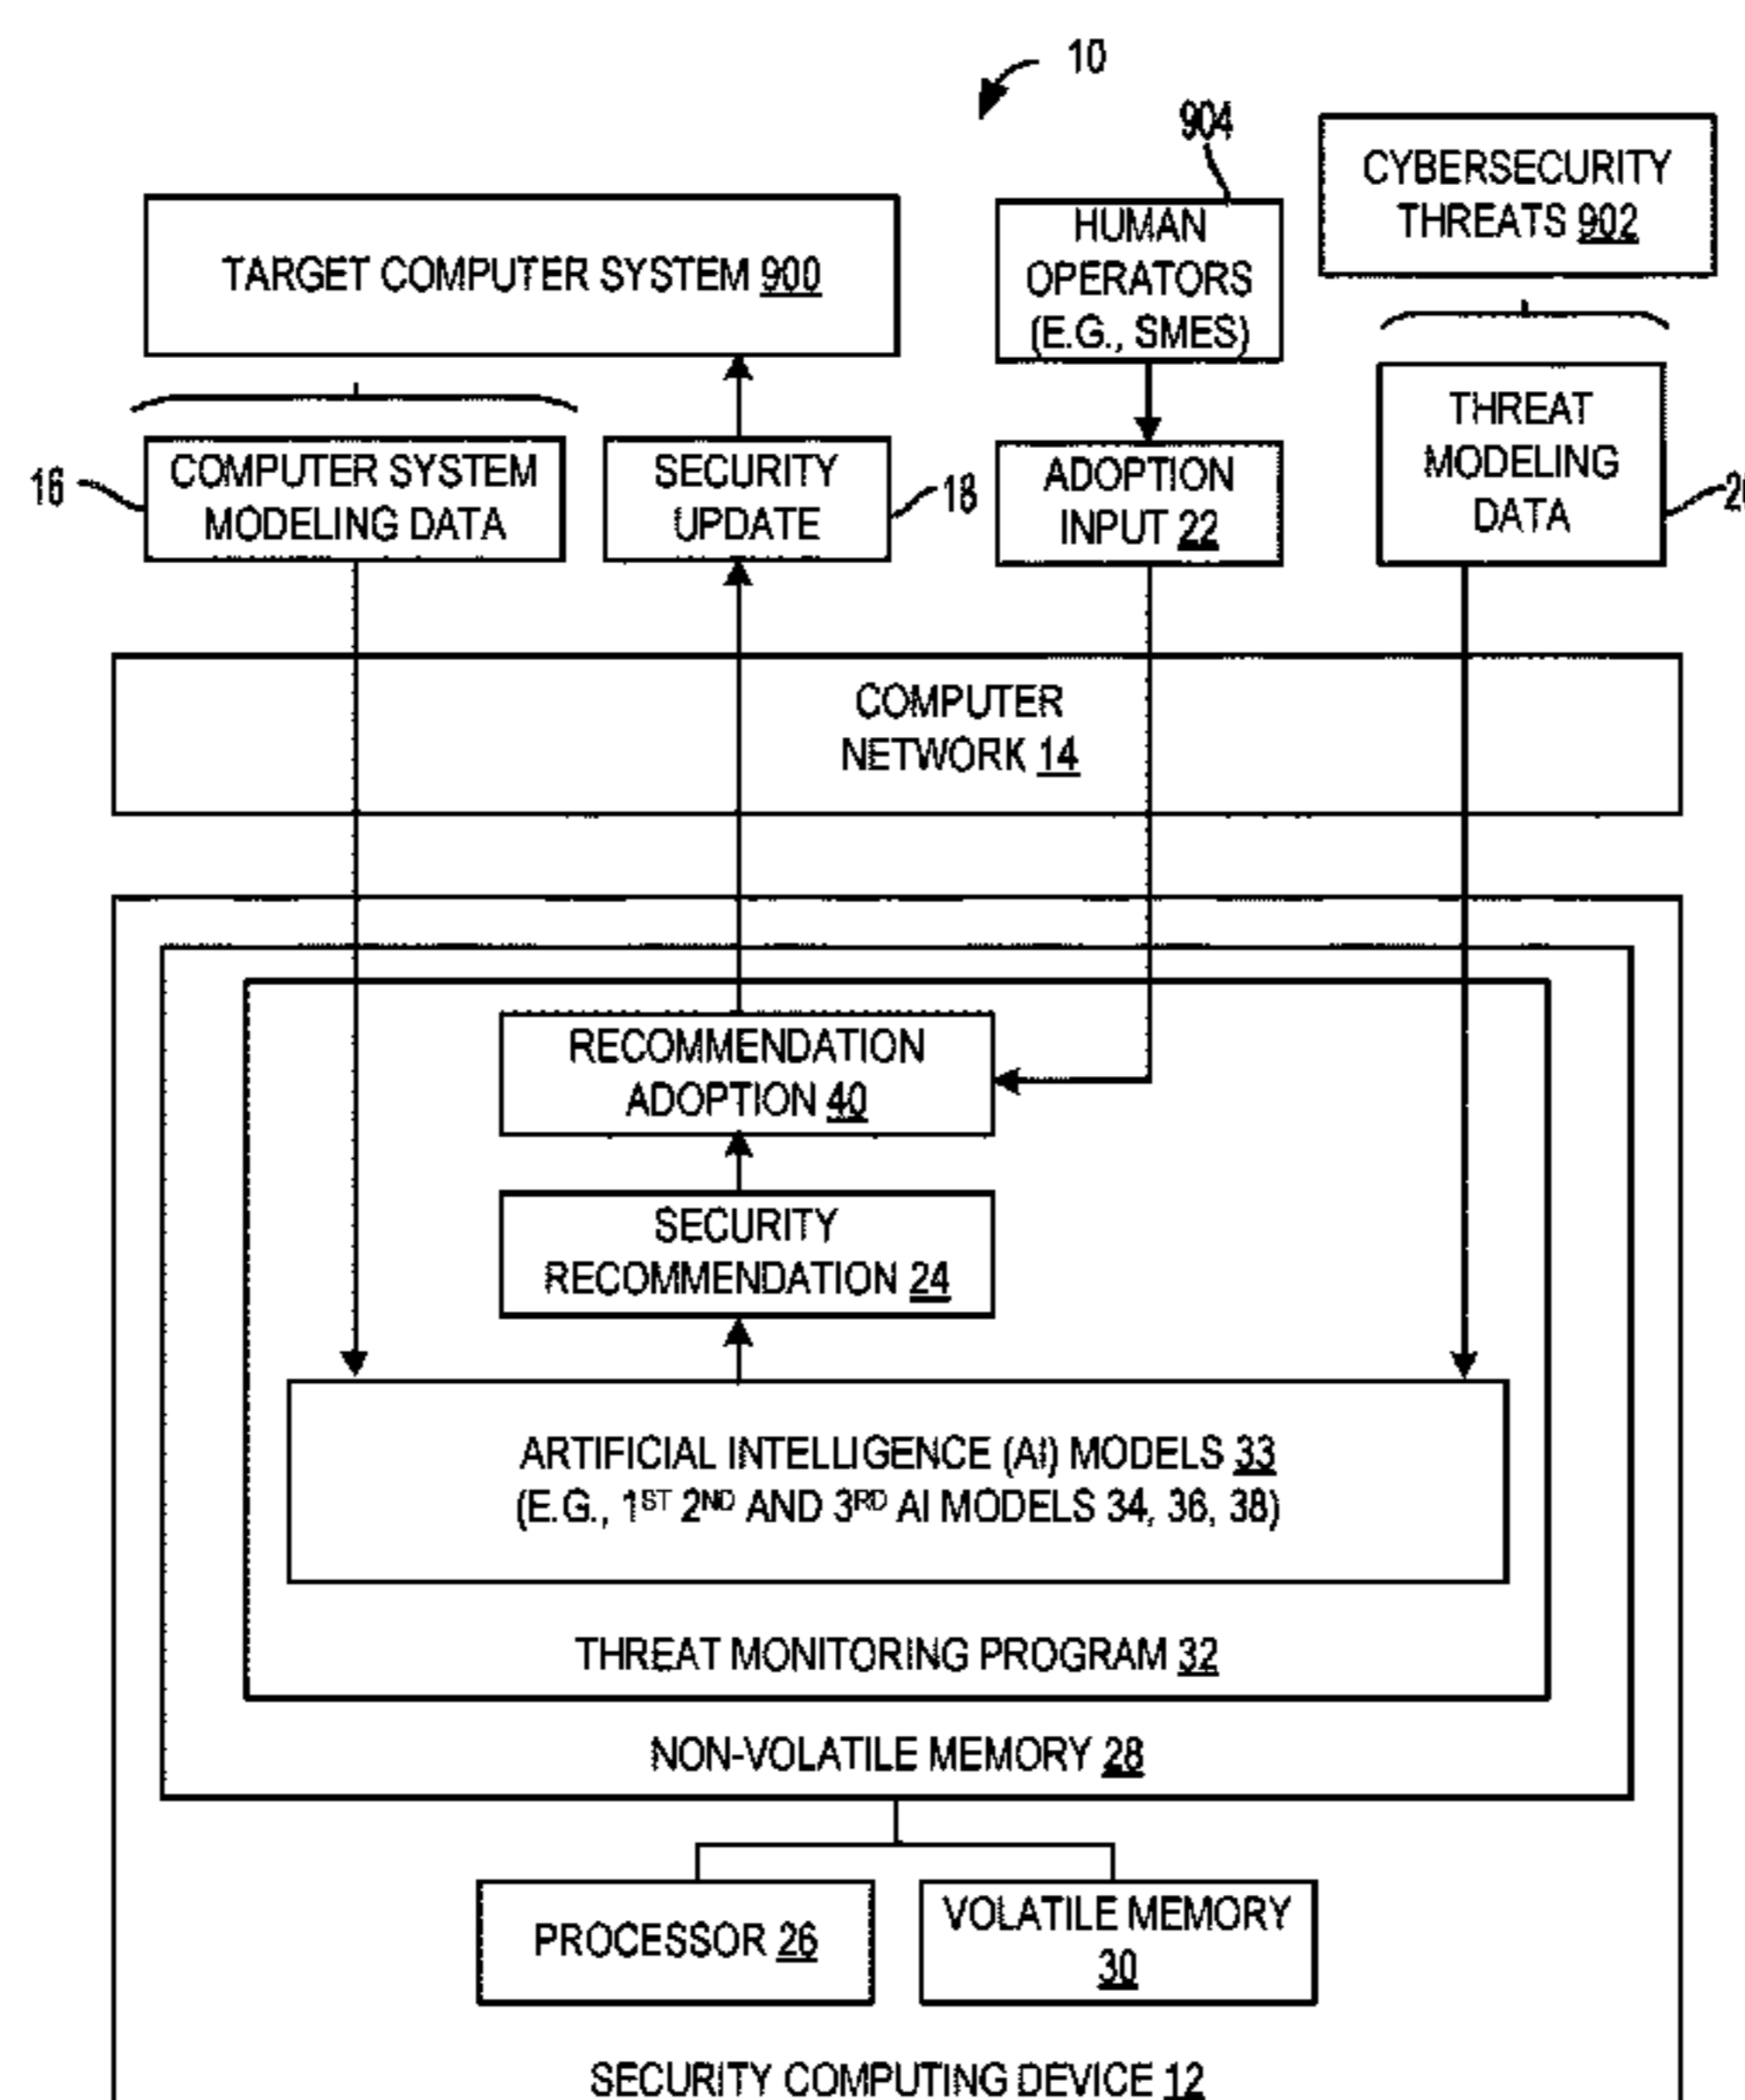 10
904
CYBERSECURITY
THREATS 902
TARGET COMPUTER SYSTEM 900
HUMAN
OPERATORS
(E.G., SMES)
16
COMPUTER SYSTEM
MODELING DATA
SECURITY
UPDATE
18
ADOPTION
INPUT 22
THREAT
MODELING
DATA
COMPUTER
NETWORK 14
RECOMMENDATION
ADOPTION 40
SECURITY
RECOMMENDATION 24
ARTIFICIAL INTELLIGENCE (AI) MODELS 33
(E.G., 1ST 2ND AND 3RD AI MODELS 34, 36, 38)
THREAT MONITORING PROGRAM 32
NON-VOLATILE MEMORY 28
PROCESSOR 26
VOLATILE MEMORY
30
SECURITY COMPUTING DEVICE 12